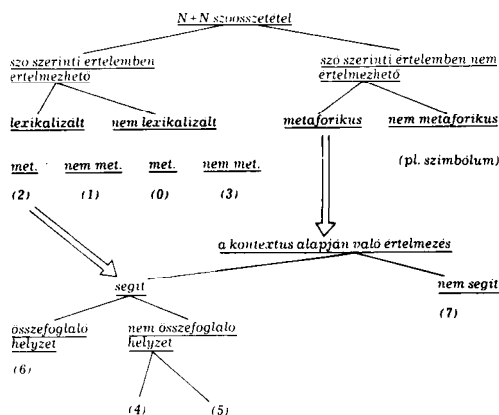 N+N szóösszetétel
szó szerinti értelemben
értelmezhető
szó szerinti értelemben nem
értelmezhető
lexikalizált
nem lexikalizált
metaforikus
nem metaforikus
met.
nem met.
met.
nem met.
(pl. szimbólum)
(2)
(1)
(0)
(3)
a kontextus alapján való értelmezés
segít
nem segít
(7)
összefoglaló
helyzet
nem összefoglaló
helyzet
(6)
(4)
(5)